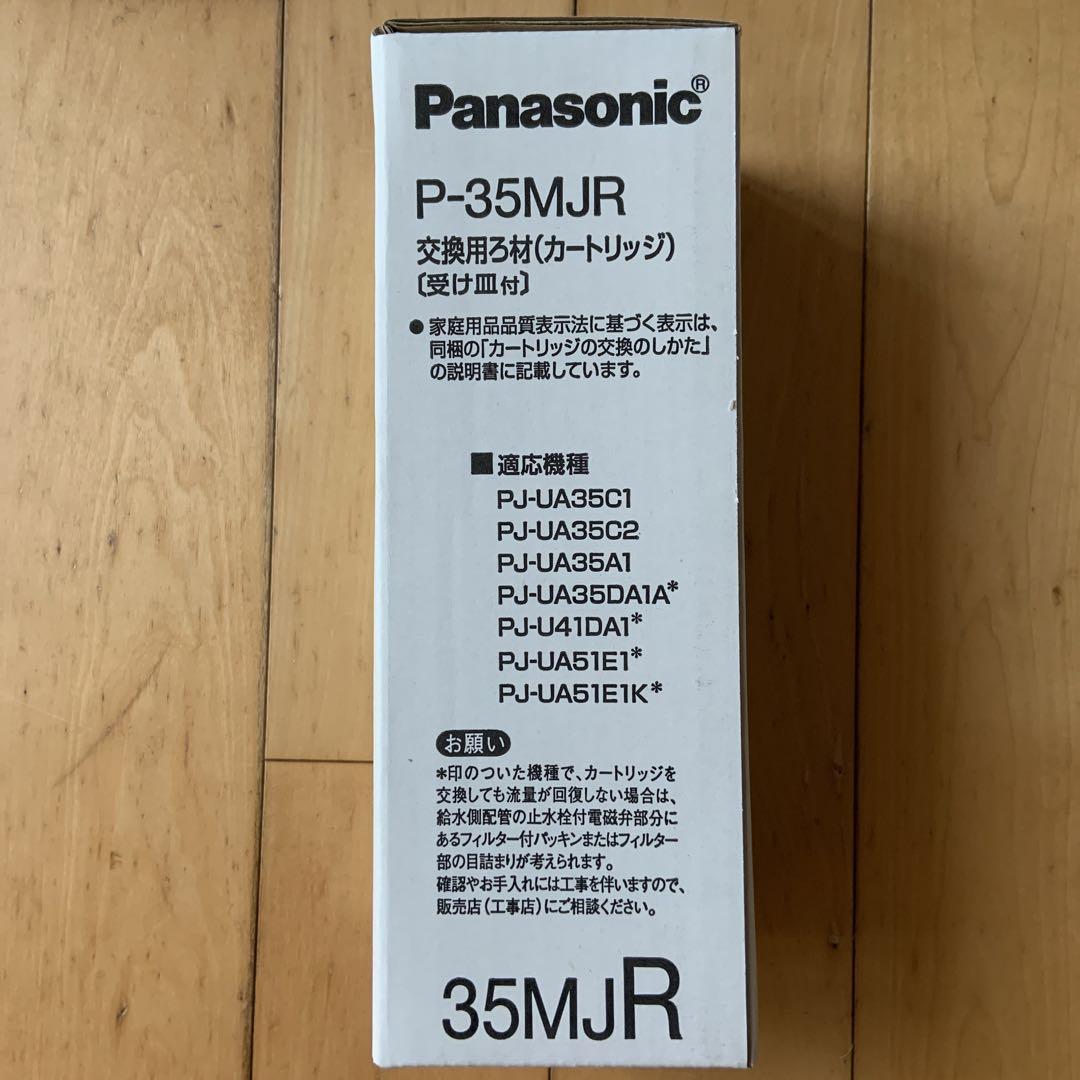 Panasonic®
P-35MJR
交換用ろ材(カートリッジ)
〔受け皿付〕
● 家庭用品品質表示法に基づく表示は、
同梱の「カートリッジの交換のしかた」
の説明書に記載しています。
■適応機種
PJ-UA35C1
PJ-UA35C2
PJ-UA35A1
PJ-UA35DA1A*
PJ-U41DA1*
PJ-UA51E1*
PJ-UA51E1K*
お願い
*印のついた機種で、カートリッジを
交換しても流量が回復しない場合は、
給水側配管の止水栓付電磁弁部分に
あるフィルター付パッキンまたはフィルター
部の目詰まりが考えられます。
確認やお手入れには工事を伴いますので、
販売店(工事店)にご相談ください。
35MJR